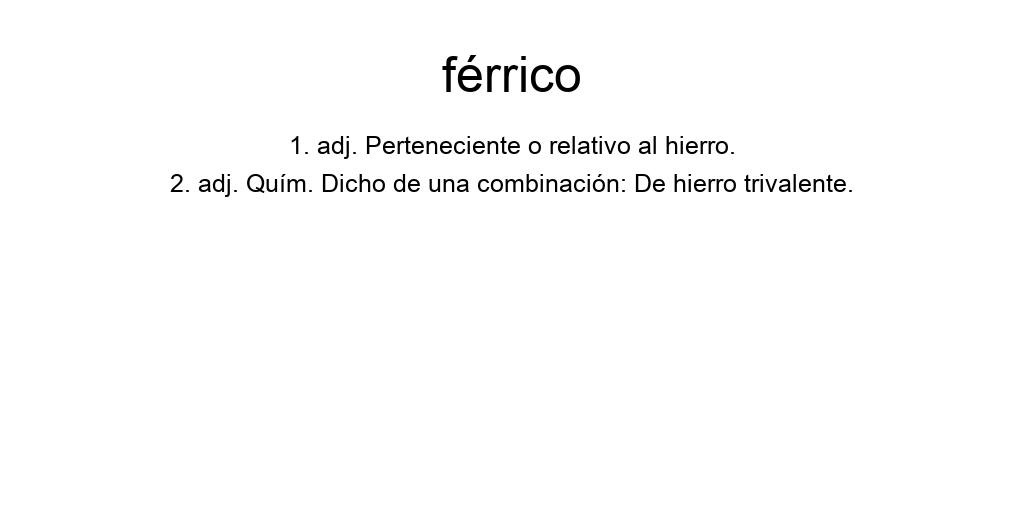 férrico
1. adj. Perteneciente o relativo al hierro.
2. adj. Quím. Dicho de una combinación: De hierro trivalente.